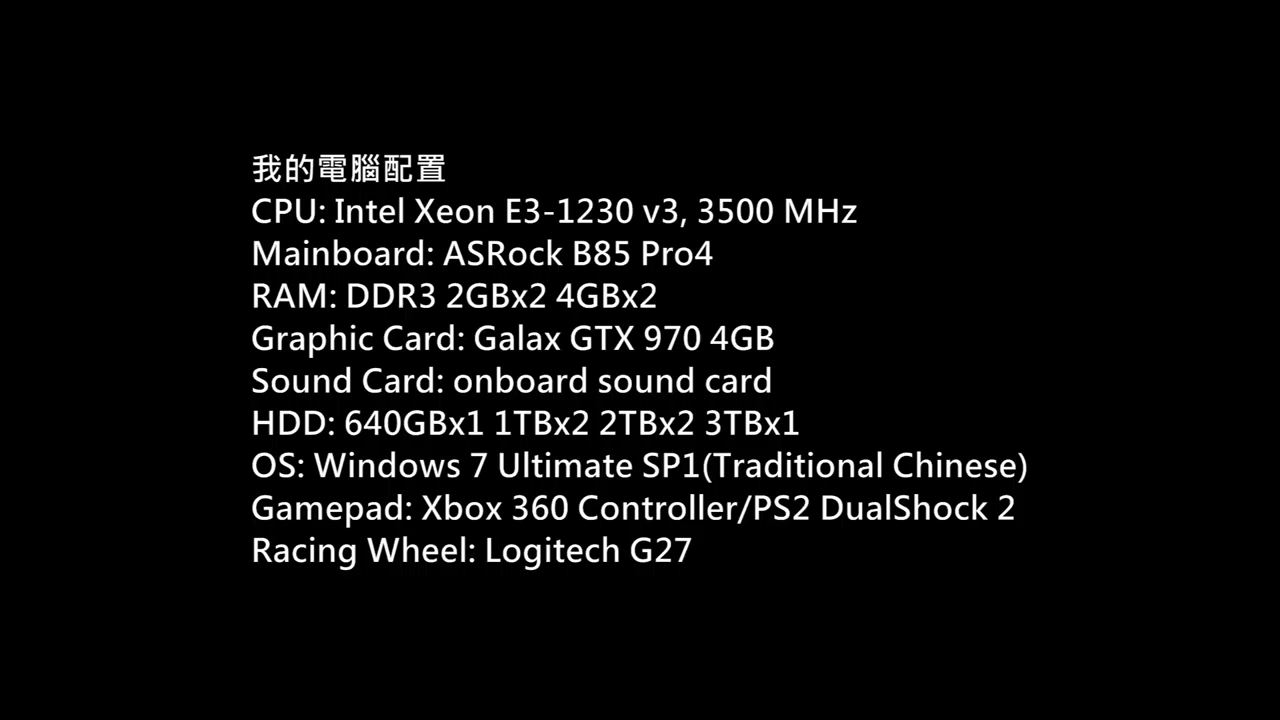 我的電腦配置
CPU: Intel Xeon E3-1230 v3, 3500 MHz
Mainboard: ASRock B85 Pro4
RAM: DDR3 2GBx2 4GBx2
Graphic Card: Galax GTX 970 4GB
Sound Card: onboard sound card
HDD: 640GBx1 1TBx2 2TBx2 3TBx1
OS: Windows 7 Ultimate SP1(Traditional Chinese)
Gamepad: Xbox 360 Controller/PS2 DualShock 2
Racing Wheel: Logitech G27